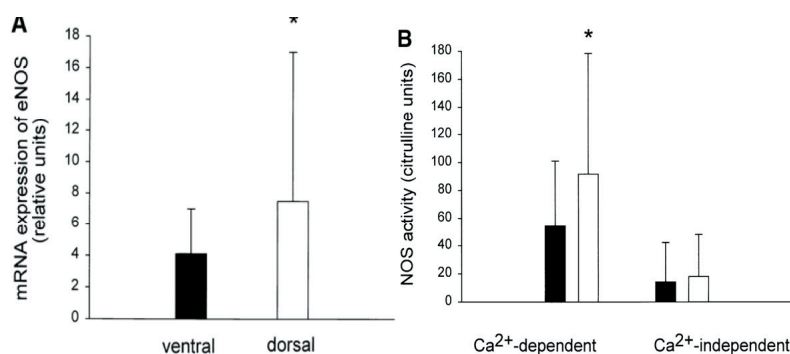 A
*
mRNA expression of eNOS
(relative units)
18
16
14
12
10
8
6
4
2
0
ventral
dorsal
B
*
NOS activity (citrulline units)
180
160
140
120
100
80
60
40
20
0
Ca2+-dependent
Ca2+-independent